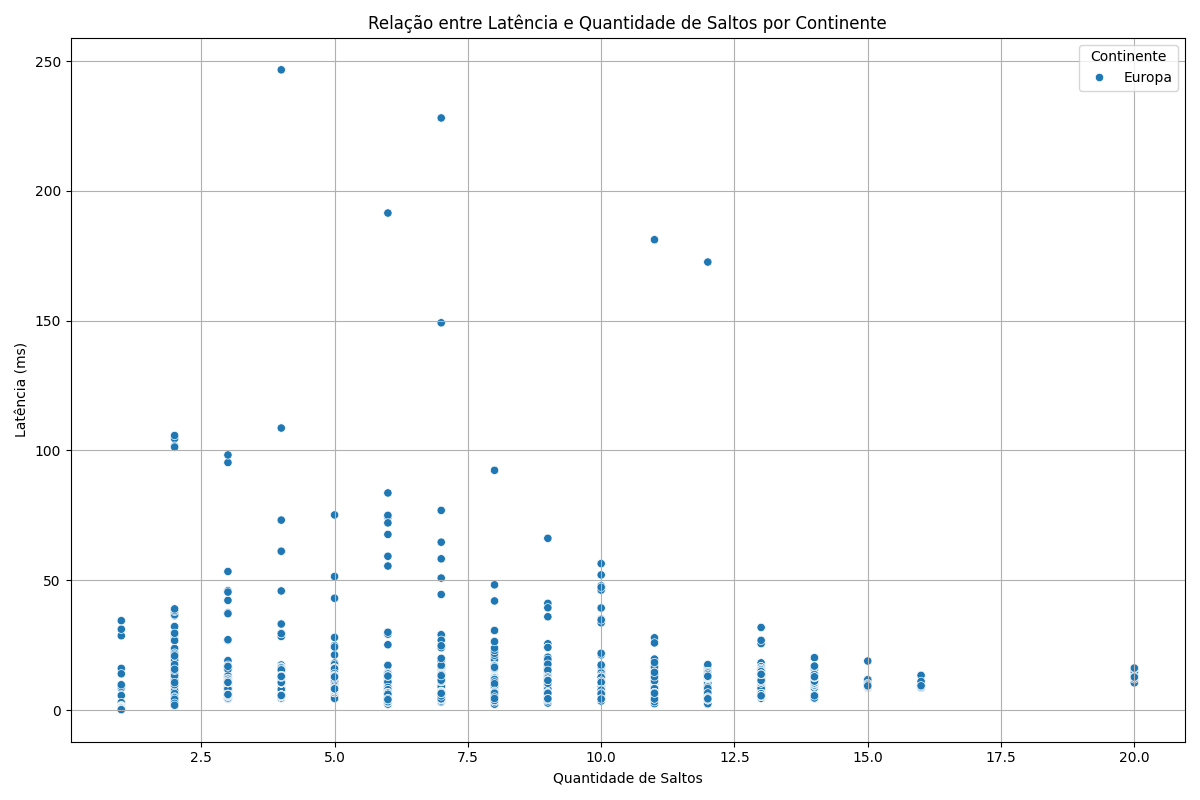 Relação entre Latência e Quantidade de Saltos por Continente
Continente
Europa
Latência (ms)
250
200
150
100
50
0
2.5 5.0 7.5 10.0 12.5 15.0 17.5 20.0
Quantidade de Saltos